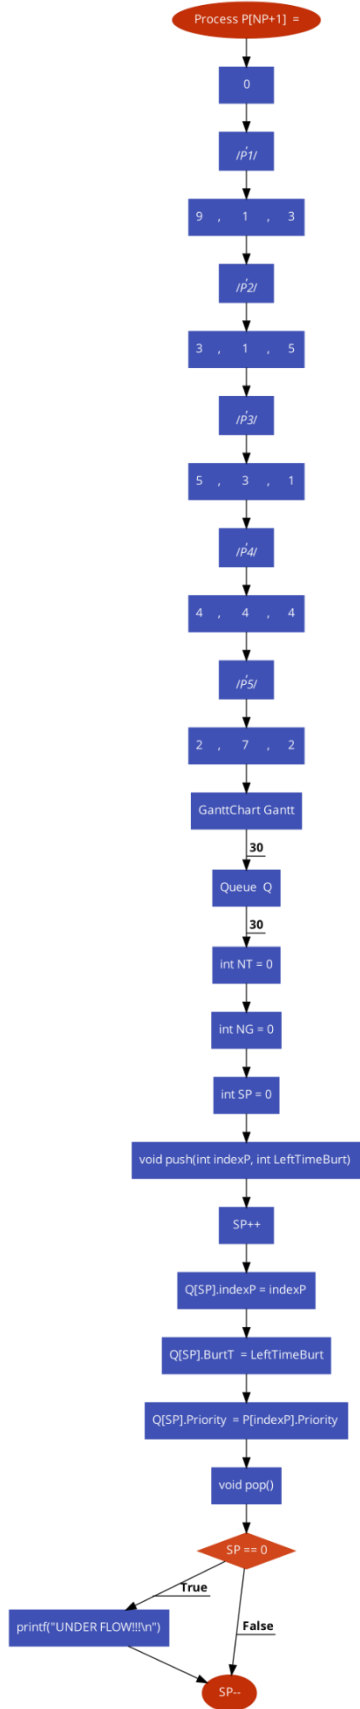 Process P[NP+1] =
0
,
/P1/
9 , 1 , 3
,
/P2/
3 , 1 , 5
,
/P3/
5 , 3 , 1
,
/P4/
4 , 4 , 4
,
/P5/
2 , 7 , 2
GanttChart Gantt
30
Queue Q
30
int NT = 0
int NG = 0
int SP = 0
void push(int indexP, int LeftTimeBurt)
SP++
Q[SP].indexP = indexP
Q[SP].BurtT = LeftTimeBurt
Q[SP].Priority = P[indexP].Priority
void pop()
SP == 0
True
printf("UNDER FLOW!!!\n")
False
SP--